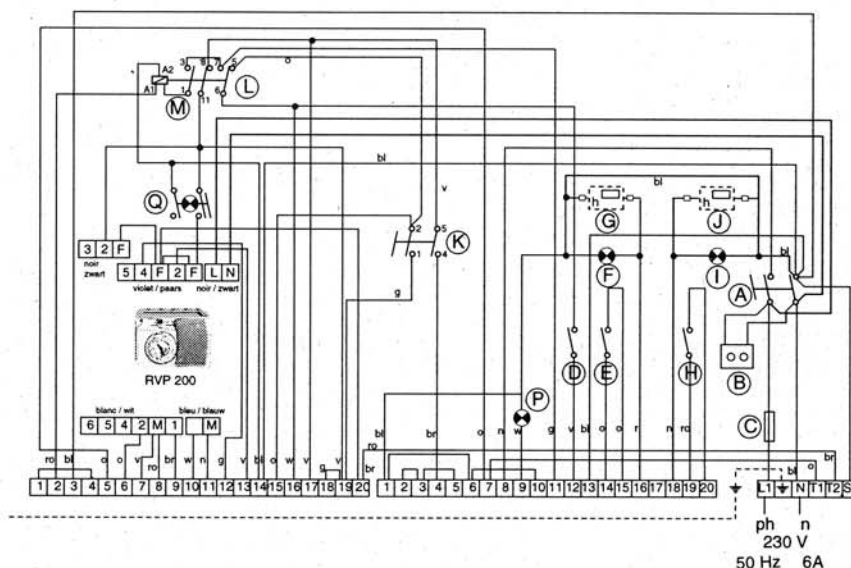 A2
3 8 7 5
o
L
A1
1
11
6
M
bl
v
bl
Q
2 5
K
1 4
h
G
h
J
3 2 F
noir
zwart
5 4 F 2 F L N
violet / paars
noir / zwart
F
I
bl
A
g
RVP 200
D
E
H
B
P
C
blanc / wit
bleu / blauw
6 5 4 2 M 1 M
ro bl ro o o v ro br w n g v bl o w v g v br ro
bl br o n w g v bl o o r n ro
bl o br
1 2 3 4 5 6 7 8 9 10 11 12 13 14 15 16 17 18 19 20
1 2 3 4 5 6 7 8 9 10 11 12 13 14 15 16 17 18 19 20
L1 N T1 T2 S
ph n
230 V
50 Hz 6A